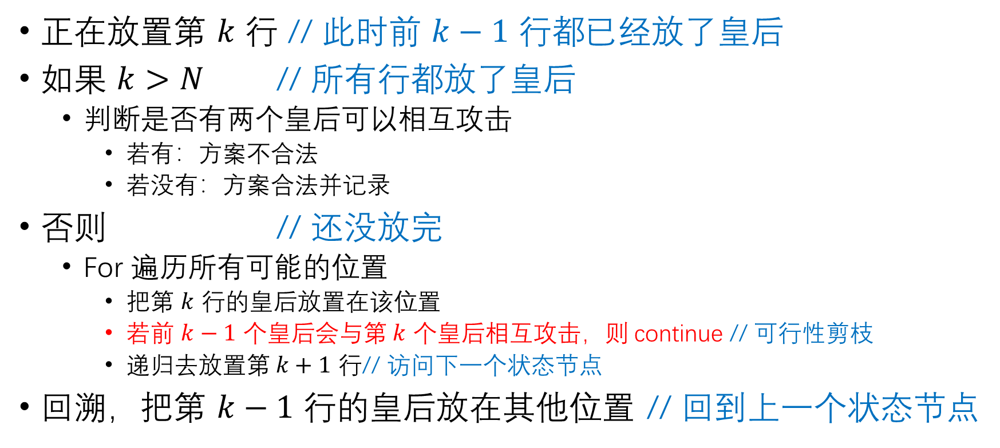 • 正在放置第 k 行 // 此时前 k − 1 行都已经放了皇后
• 如果 k > N // 所有行都放了皇后
• 判断是否有两个皇后可以相互攻击
• 若有：方案不合法
• 若没有：方案合法并记录
• 否则 // 还没放完
• For 遍历所有可能的位置
• 把第 k 行的皇后放置在该位置
• 若前 k − 1 个皇后会与第 k 个皇后相互攻击，则 continue // 可行性剪枝
• 递归去放置第 k + 1 行// 访问下一个状态节点
• 回溯，把第 k − 1 行的皇后放在其他位置 // 回到上一个状态节点